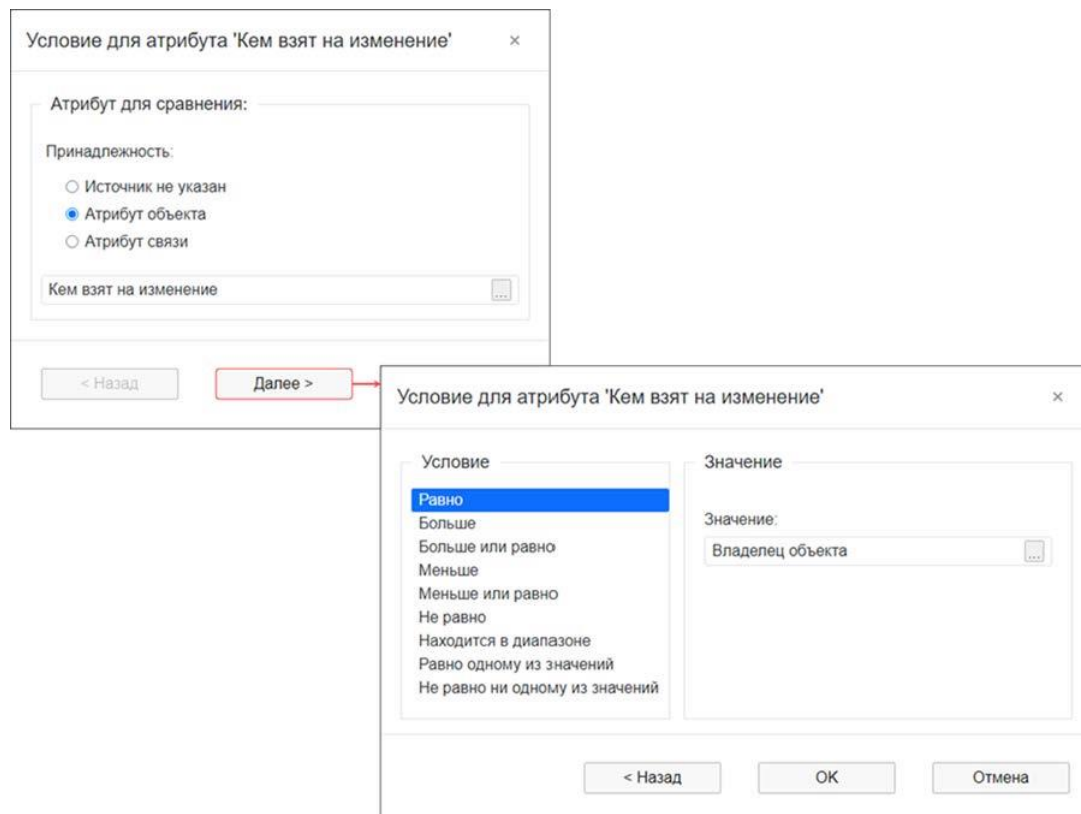 Условие для атрибута 'Кем взят на изменение' ×
Атрибут для сравнения:
Принадлежность:
Источник не указан
Атрибут объекта
Атрибут связи
Кем взят на изменение ...
< Назад Далее >
Условие для атрибута 'Кем взят на изменение' ×
Условие
Равно
Больше
Больше или равно
Меньше
Меньше или равно
Не равно
Находится в диапазоне
Равно одному из значений
Не равно ни одному из значений
Значение
Значение:
Владелец объекта ...
< Назад OK Отмена